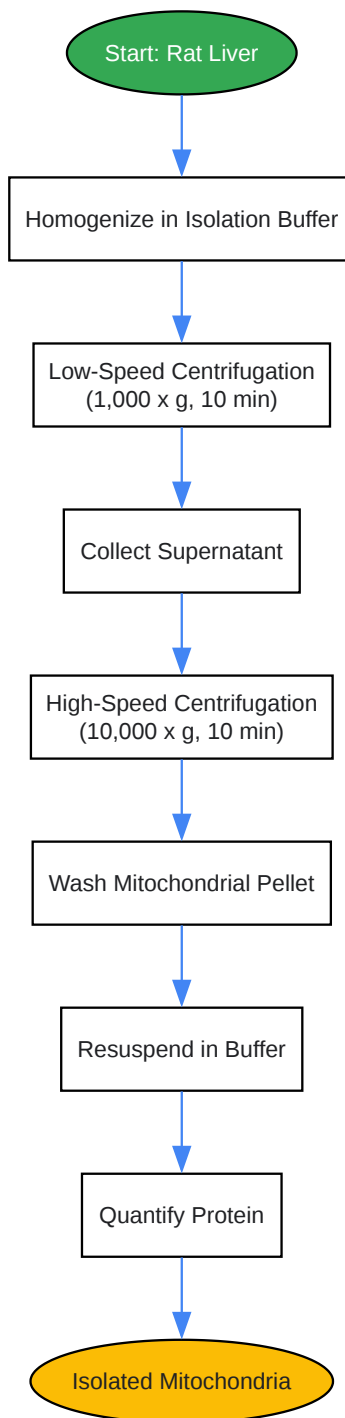 Start: Rat Liver
Homogenize in Isolation Buffer
Low-Speed Centrifugation
(1,000 x g, 10 min)
Collect Supernatant
High-Speed Centrifugation
(10,000 x g, 10 min)
Wash Mitochondrial Pellet
Resuspend in Buffer
Quantify Protein
Isolated Mitochondria